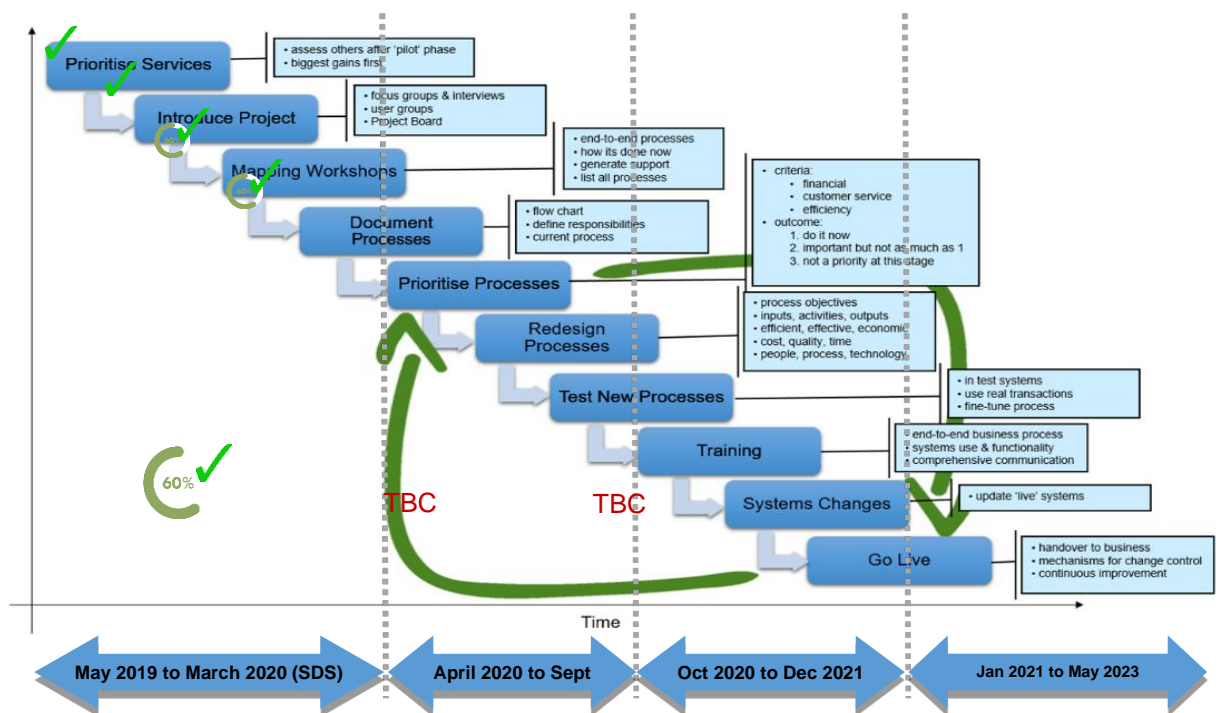 Prioritise Services
• assess others after 'pilot' phase
• biggest gains first
Introduce Project
• focus groups & interviews
• user groups
• Project Board
60%
Mapping Workshops
• end-to-end processes
• how its done now
• generate support
• list all processes
60%
Document
Processes
• flow chart
• define responsibilities
• current process
• criteria:
• financial
• customer service
• efficiency
• outcome:
1. do it now
2. important but not as much as 1
3. not a priority at this stage
Prioritise Processes
Redesign
Processes
• process objectives
• inputs, activities, outputs
• efficient, effective, economic
• cost, quality, time
• people, process, technology
Test New Processes
• in test systems
• use real transactions
• fine-tune process
Training
• end-to-end business process
• systems use & functionality
• comprehensive communication
60%
TBC
TBC
Systems Changes
• update 'live' systems
Go Live
• handover to business
• mechanisms for change control
• continuous improvement
Time
May 2019 to March 2020 (SDS)
April 2020 to Sept
Oct 2020 to Dec 2021
Jan 2021 to May 2023